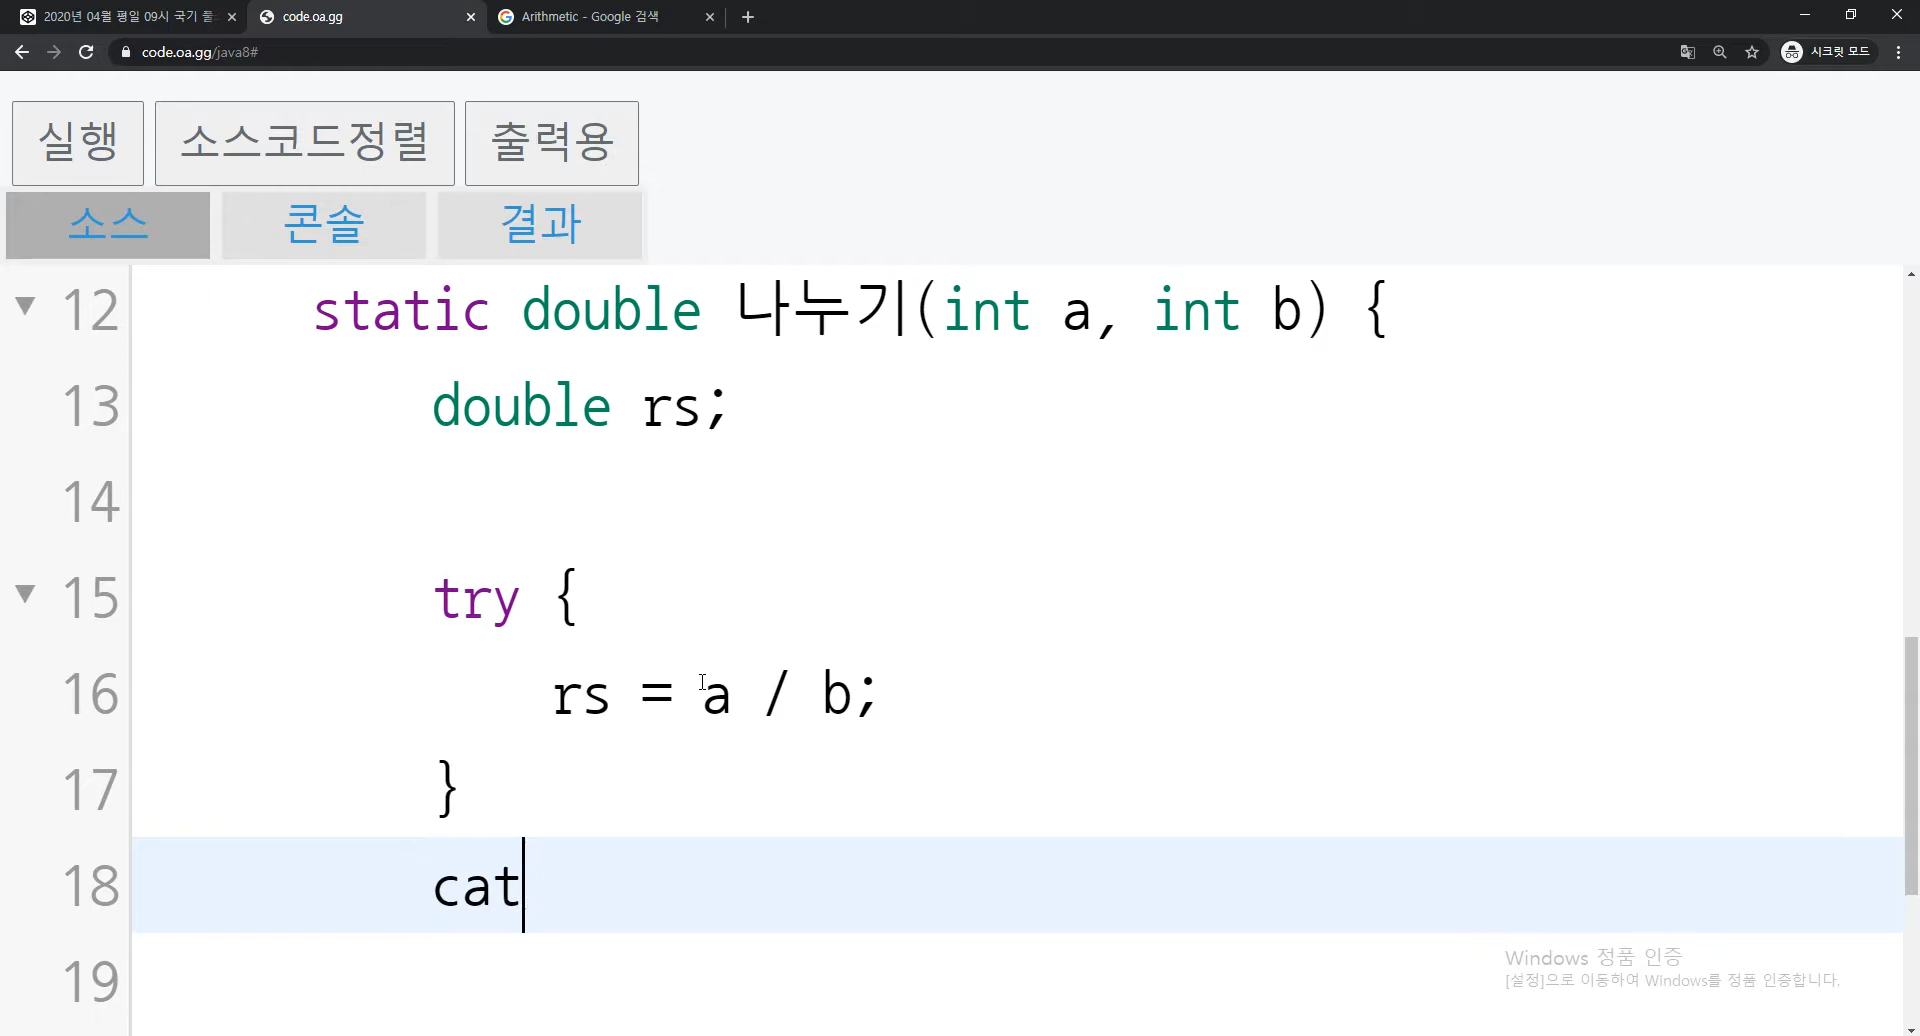 2020년 04월 평일 09시 국기 풀
code.oa.gg
Arithmetic - Google 검색
code.oa.gg/java8#
시크릿 모드
실행 소스코드정렬 출력용
소스 콘솔 결과
12 static double 나누기(int a, int b) {
13 double rs;
14
15 try {
16 rs = a / b;
17 }
18 cat
19
Windows 정품 인증
[설정]으로 이동하여 Windows를 정품 인증합니다.